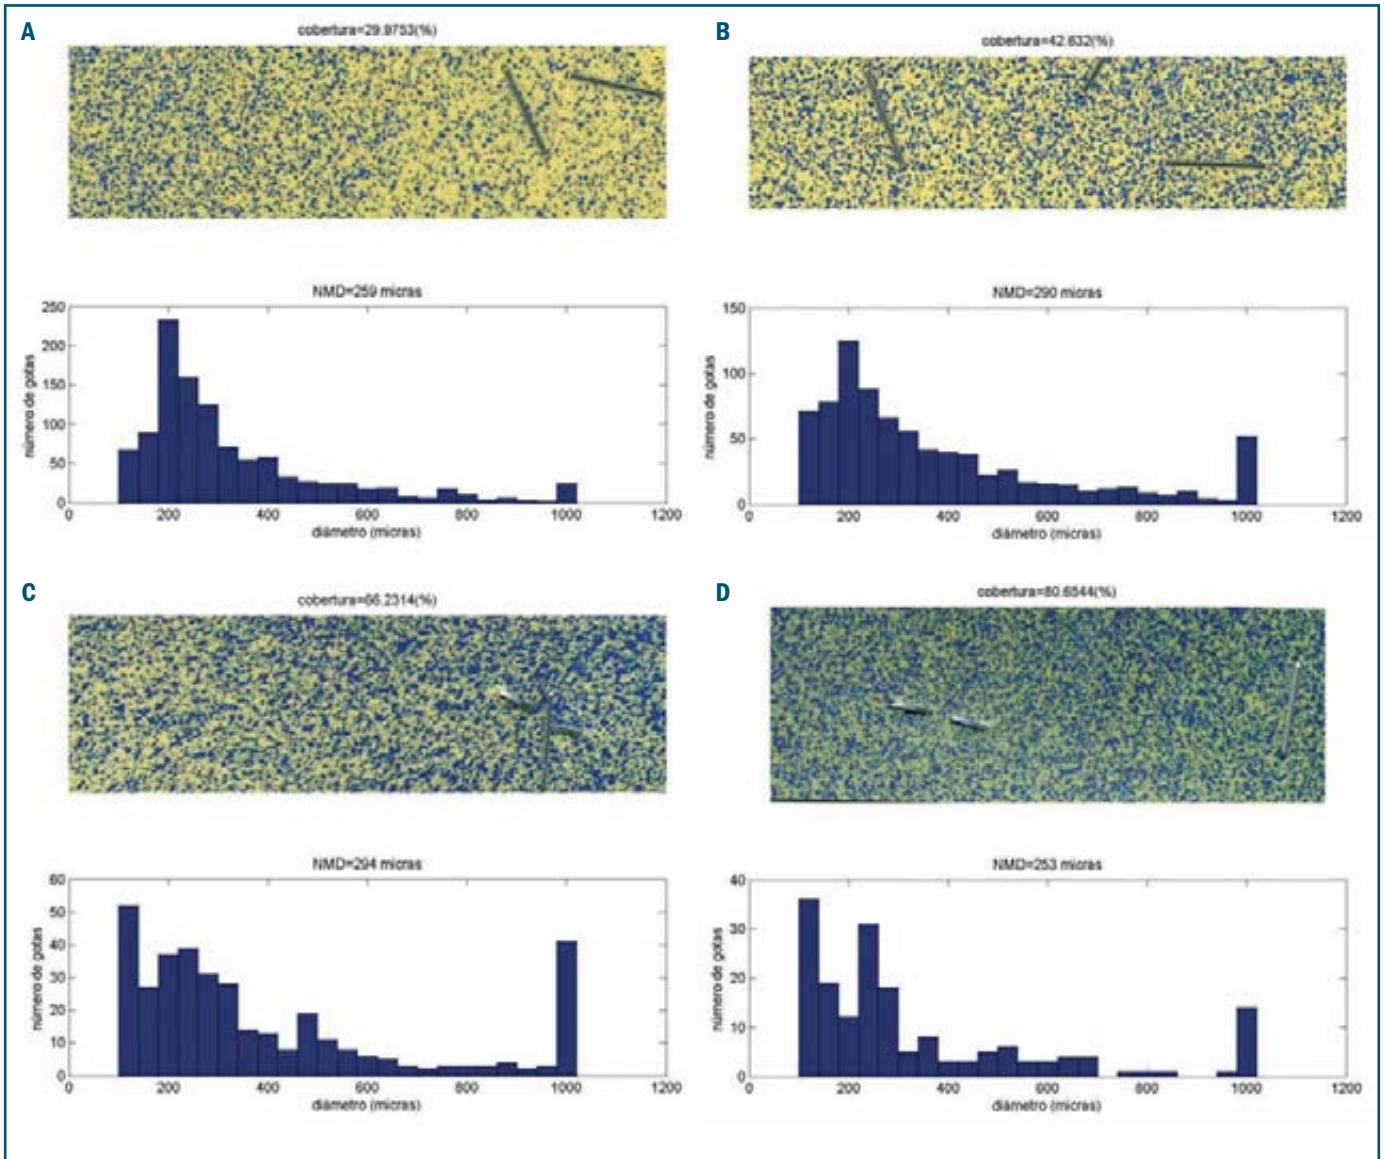 A
cobertura=29.9753(%)
NMD=259 micras
número de gotas
250
200
150
100
50
0
0 200 400 600 800 1000 1200
diámetro (micras)
B
cobertura=42.632(%)
NMD=290 micras
número de gotas
150
100
50
0
0 200 400 600 800 1000 1200
diámetro (micras)
C
cobertura=66.2314(%)
NMD=294 micras
número de gotas
60
50
40
30
20
10
0
0 200 400 600 800 1000 1200
diámetro (micras)
D
cobertura=80.6544(%)
NMD=253 micras
número de gotas
40
30
20
10
0
0 200 400 600 800 1000 1200
diámetro (micras)